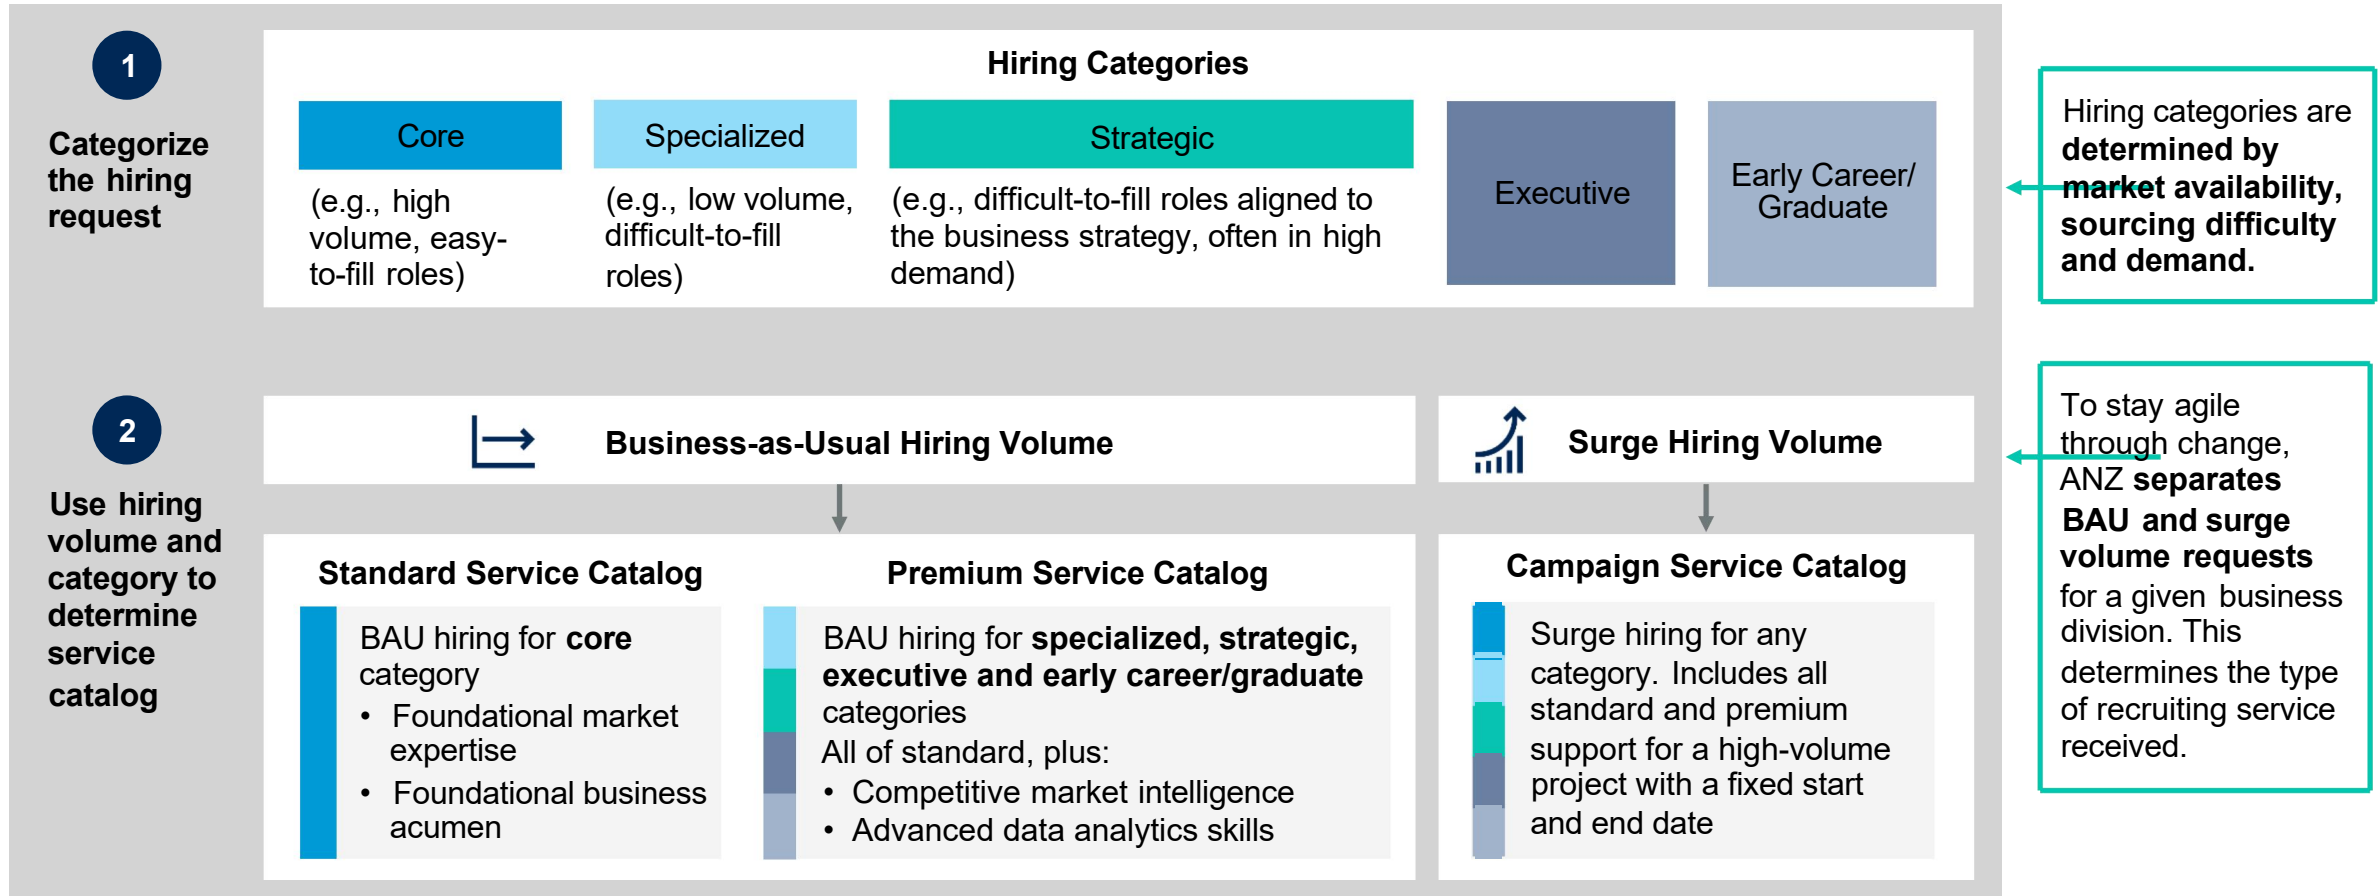 1
Categorize
the hiring
request
Hiring Categories
Core
(e.g., high
volume, easy-
to-fill roles)
Specialized
(e.g., low volume,
difficult-to-fill
roles)
Strategic
(e.g., difficult-to-fill roles aligned to
the business strategy, often in high
demand)
Executive
Early Career/
Graduate
Hiring categories are
determined by
market availability,
sourcing difficulty
and demand.
2
Use hiring
volume and
category to
determine
service
catalog
Business-as-Usual Hiring Volume
Surge Hiring Volume
Standard Service Catalog
BAU hiring for core
category
• Foundational market
expertise
• Foundational business
acumen
Premium Service Catalog
BAU hiring for specialized, strategic,
executive and early career/graduate
categories
All of standard, plus:
• Competitive market intelligence
• Advanced data analytics skills
Campaign Service Catalog
Surge hiring for any
category. Includes all
standard and premium
support for a high-volume
project with a fixed start
and end date
To stay agile
through change,
ANZ separates
BAU and surge
volume requests
for a given business
division. This
determines the type
of recruiting service
received.